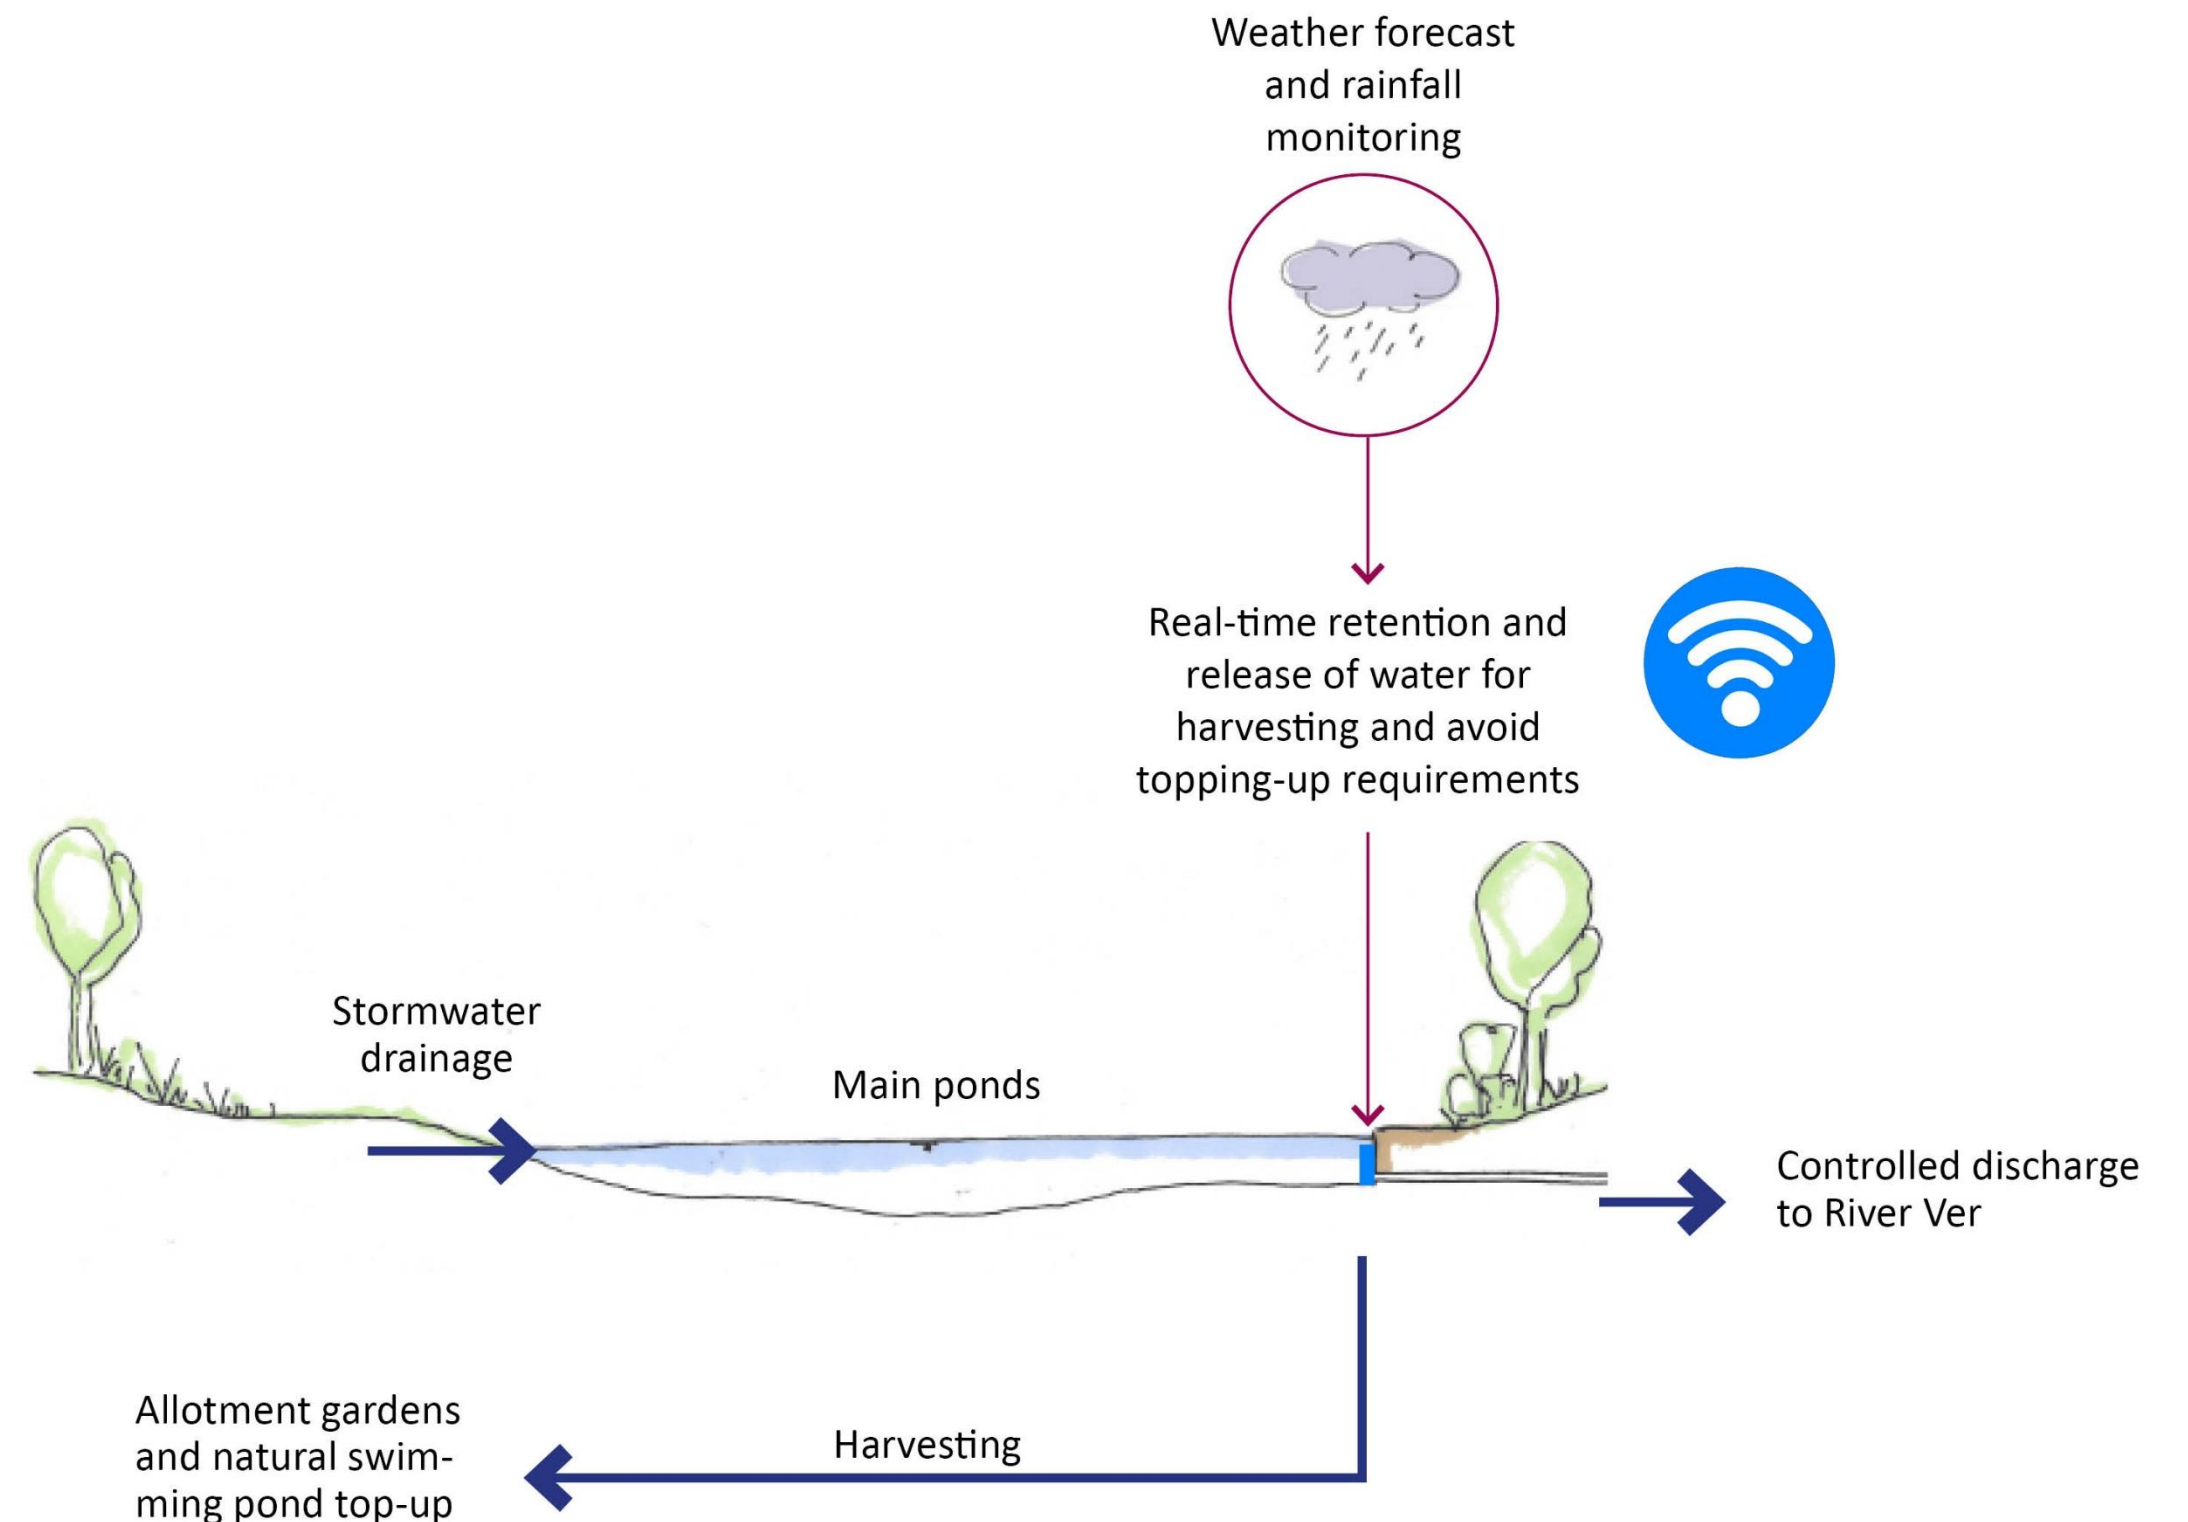 Weather forecast
and rainfall
monitoring
Real-time retention and
release of water for
harvesting and avoid
topping-up requirements
Stormwater
drainage
Main ponds
Controlled discharge
to River Ver
Harvesting
Allotment gardens
and natural swim-
ming pond top-up